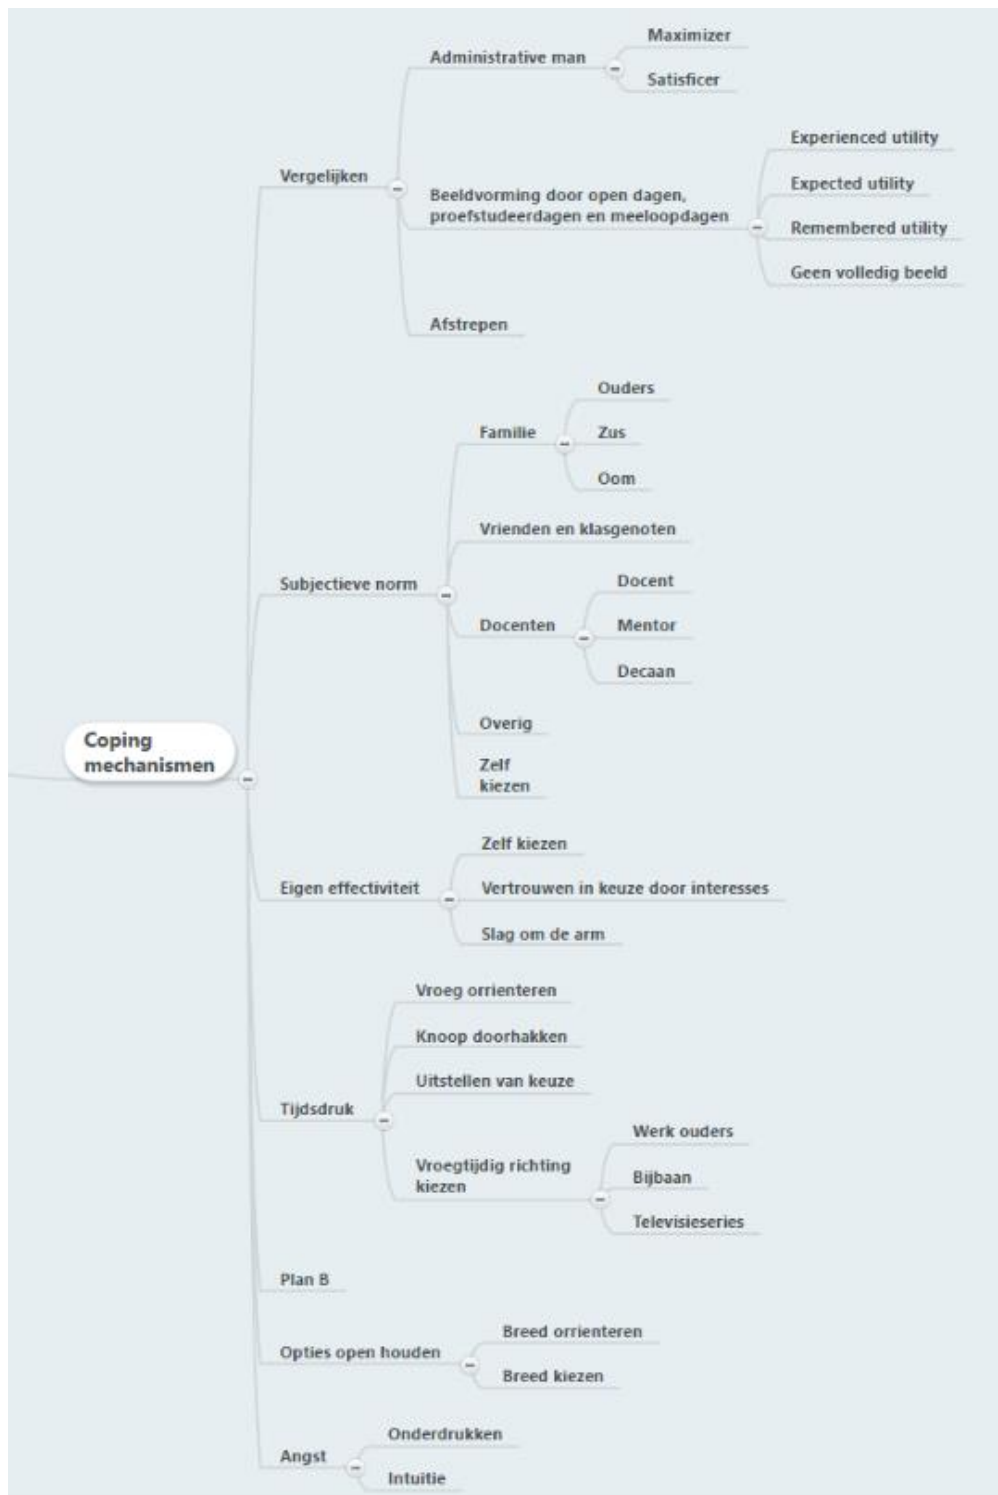 Maximizer
Administrative man
Satisficer
Experienced utility
Vergelijken
Expected utility
Beeldvorming door open dagen,
proefstudeerdagen en meeloopdagen
Remembered utility
Geen volledig beeld
Afstrepen
Ouders
Familie
Zus
Oom
Vrienden en klasgenoten
Subjectieve norm
Docent
Docenten
Mentor
Decaan
Overig
Coping
mechanismen
Zelf
kiezen
Zelf kiezen
Eigen effectiviteit
Vertrouwen in keuze door interesses
Slag om de arm
Vroeg orrienteren
Knoop doorhakken
Uitstellen van keuze
Tijdsdruk
Werk ouders
Vroegtijdig richting
kiezen
Bijbaan
Televisieseries
Plan B
Breed orrienteren
Opties open houden
Breed kiezen
Onderdrukken
Angst
Intuitie